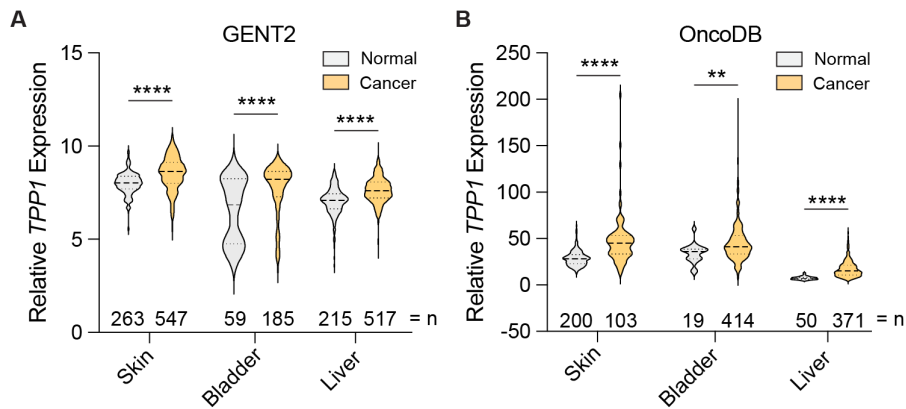 A
GENT2
Relative TPP1 Expression
15
10
5
0
Normal
Cancer
****
****
****
263 547 59 185 215 517 = n
Skin
Bladder
Liver
B
OncoDB
Relative TPP1 Expression
250
200
150
100
50
0
-50
Normal
Cancer
****
**
****
200 103 19 414 50 371 = n
Skin
Bladder
Liver